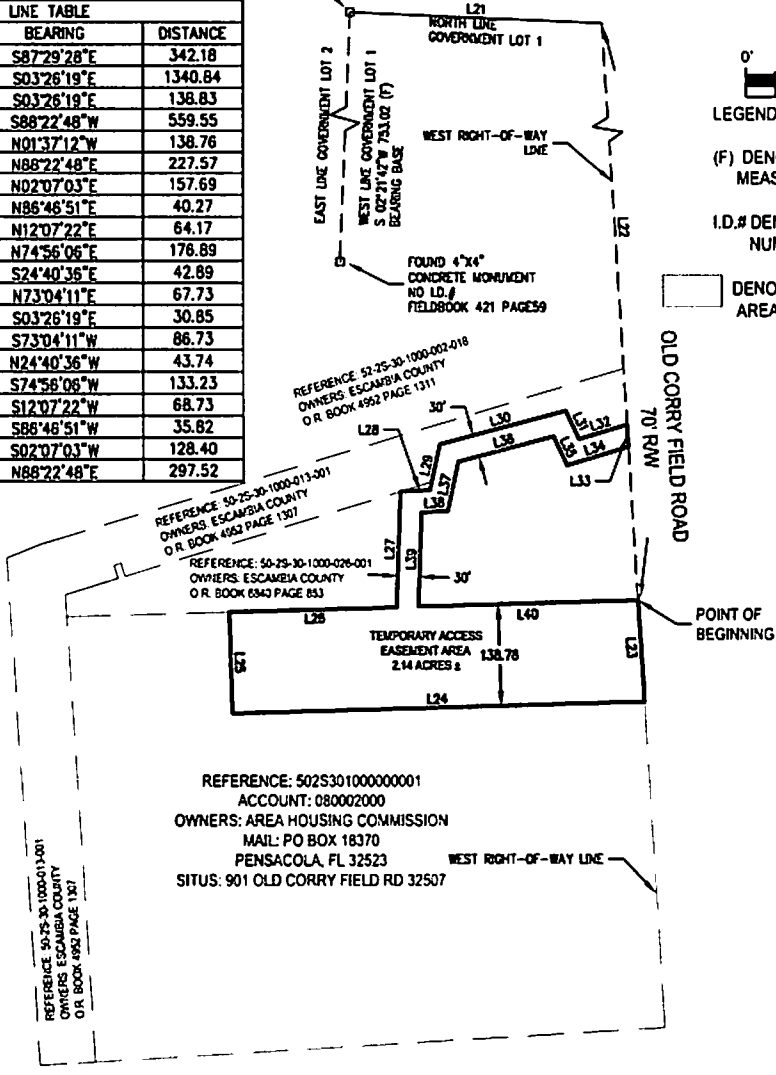 LINE TABLE
BEARING DISTANCE
S87°29'28"E 342.18
S03°26'19"E 1340.84
S03°26'19"E 138.83
S88°22'48"W 559.55
N01°37'12"W 138.76
N88°22'48"E 227.57
N02°07'03"E 157.69
N86°46'51"E 40.27
N12°07'22"E 64.17
N74°56'06"E 176.89
S24°40'36"E 42.89
N73°04'11"E 67.73
S03°26'19"E 30.85
S73°04'11"W 86.73
N24°40'36"W 43.74
S74°56'06"W 133.23
S12°07'22"W 68.73
S86°46'51"W 35.82
S02°07'03"W 128.40
N88°22'48"E 297.52
L21
NORTH LINE
GOVERNMENT LOT 1
EAST LINE GOVERNMENT LOT 2
WEST LINE GOVERNMENT LOT 1
S 02°21'42"W 753.02 (F)
BEARING BASE
WEST RIGHT-OF-WAY
LINE
L22
FOUND 4"X4"
CONCRETE MONUMENT
NO I.D.#
FIELDBOOK 421 PAGE59
0'
LEGEND
(F) DENO
MEAS
I.D.# DEN
NUM
DENO
AREA
OLD CORRY FIELD ROAD
70' R/W
REFERENCE: 52-2S-30-1000-002-018
OWNERS: ESCAMBIA COUNTY
O.R. BOOK 4952 PAGE 1311
30'
L28
L29
L30
L31
L32
L36
L35
L34
L33
L37
L38
REFERENCE: 50-2S-30-1000-013-001
OWNERS: ESCAMBIA COUNTY
O.R. BOOK 4952 PAGE 1307
L27
L39
REFERENCE: 50-2S-30-1000-026-001
OWNERS: ESCAMBIA COUNTY
O.R. BOOK 6343 PAGE 853
30'
L26
L40
POINT OF
BEGINNING
L25
TEMPORARY ACCESS
EASEMENT AREA
2.14 ACRES ±
138.78
L23
L24
REFERENCE: 502S301000000001
ACCOUNT: 080002000
OWNERS: AREA HOUSING COMMISSION
MAIL: PO BOX 18370
PENSACOLA, FL 32523
SITUS: 901 OLD CORRY FIELD RD 32507
WEST RIGHT-OF-WAY LINE
REFERENCE: 50-2S-30-1000-013-001
OWNERS: ESCAMBIA COUNTY
O.R. BOOK 4952 PAGE 1307